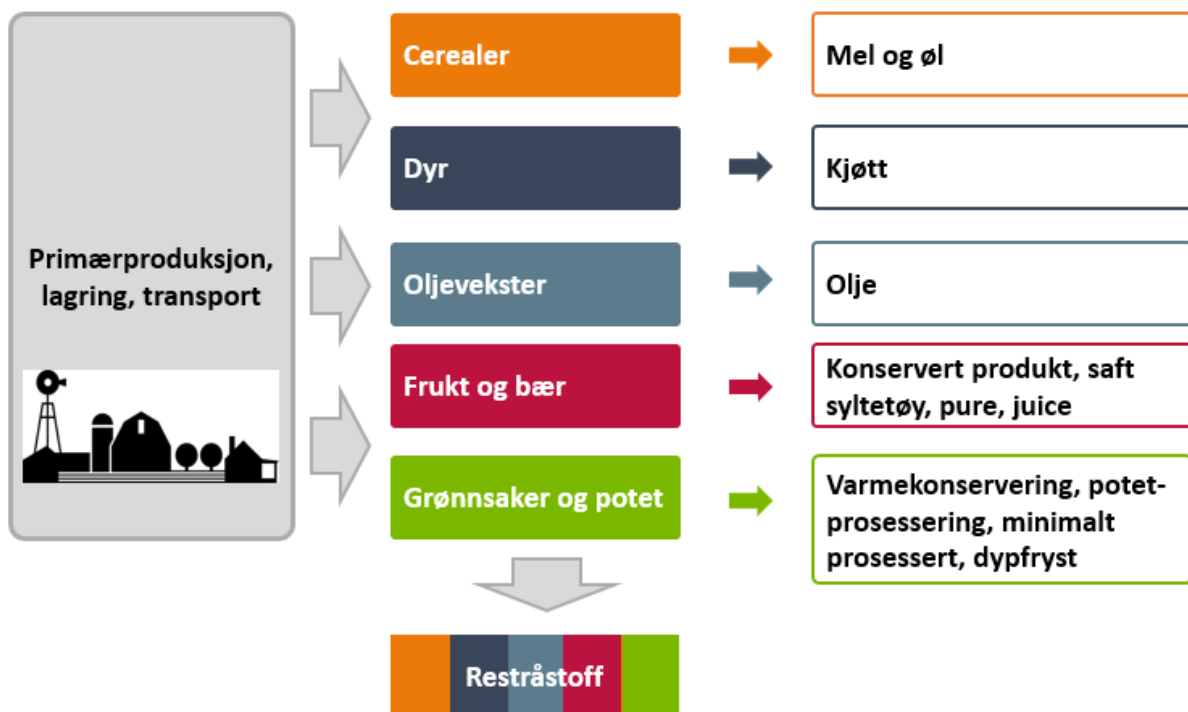 Primærproduksjon,
lagring, transport
Cerealer
Mel og øl
Dyr
Kjøtt
Oljevekster
Olje
Frukt og bær
Konservert produkt, saft
syltetøy, pure, juice
Grønnsaker og potet
Varmekonservering, potet-
prosessering, minimalt
prosessert, dypfryst
Restråstoff